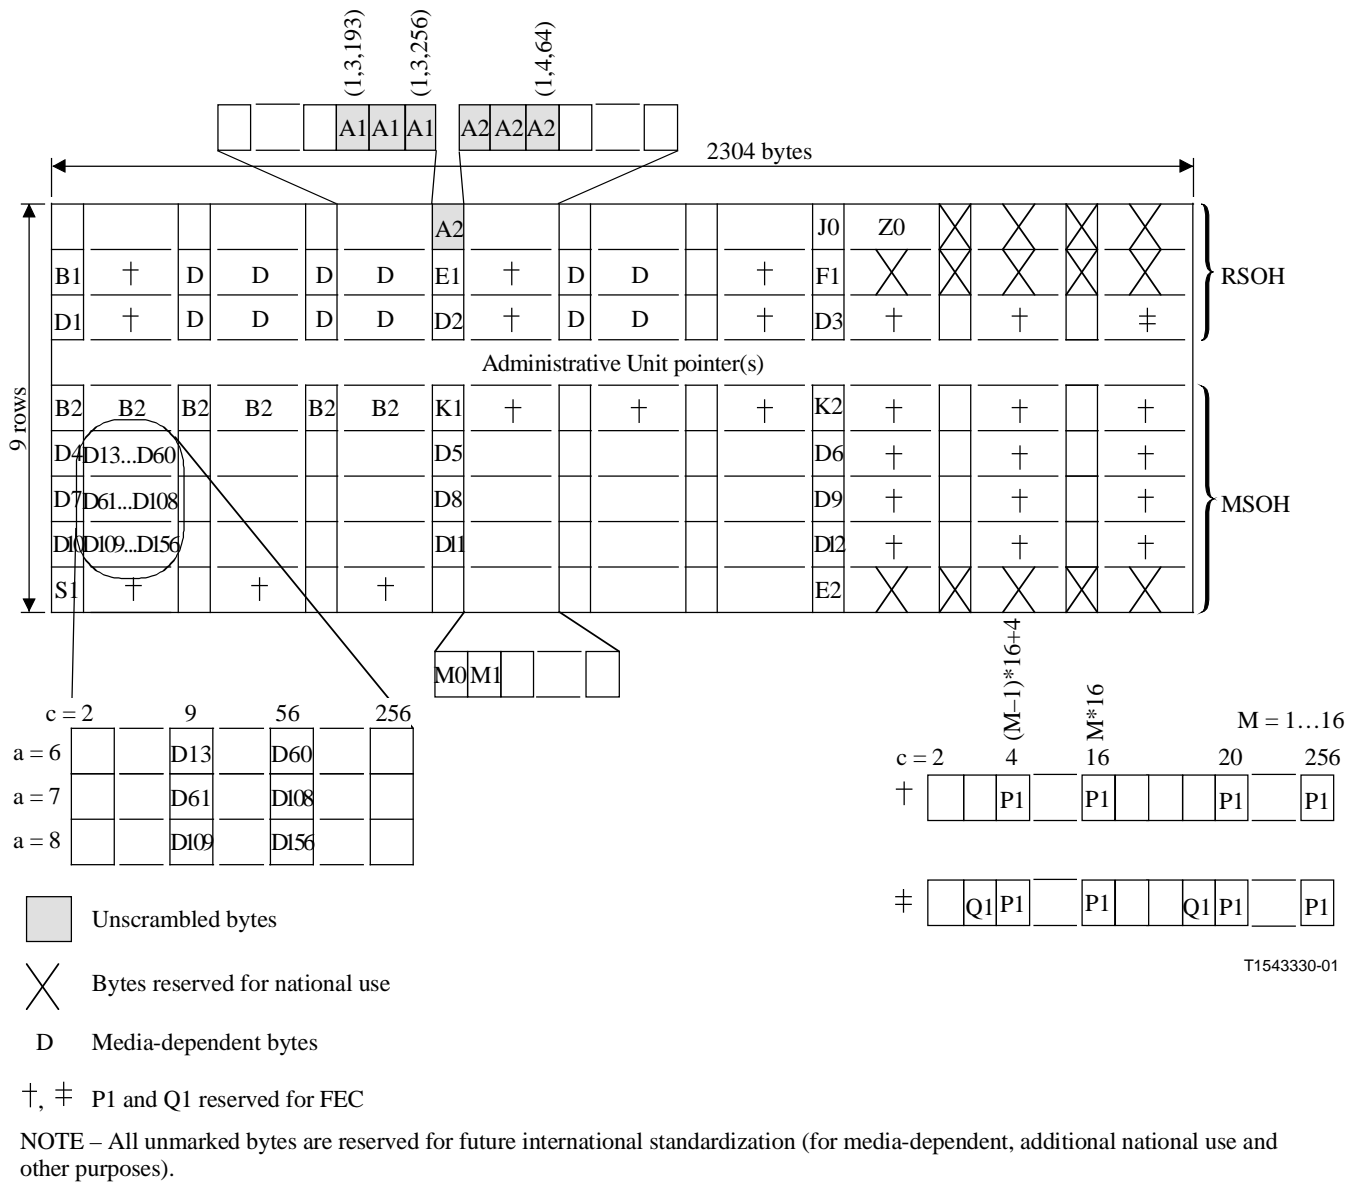 (1,3,193) (1,3,256) (1,4,64)
A1 A1 A1 A2 A2 A2
2304 bytes
A2 J0 Z0
B1 † D D D D E1 † D D † F1
RSOH
D1 † D D D D D2 † D D † D3 † † ‡
Administrative Unit pointer(s)
9 rows
B2 B2 B2 B2 B2 B2 K1 † † † K2 † † †
D4 D13...D60 D5 D6 † † †
D7 D61...D108 D8 D9 † † †
MSOH
D10 D109...D156 D11 D12 † † †
S1 † † † E2
M0 M1
(M–1)*16+4
M*16
M = 1…16
c = 2 9 56 256
a = 6 D13 D60
a = 7 D61 D108
a = 8 D109 D156
c = 2 4 16 20 256
† P1 P1 P1 P1
‡ Q1 P1 P1 Q1 P1 P1
T1543330-01
Unscrambled bytes
Bytes reserved for national use
D Media-dependent bytes
†, ‡ P1 and Q1 reserved for FEC
NOTE – All unmarked bytes are reserved for future international standardization (for media-dependent, additional national use and
other purposes).